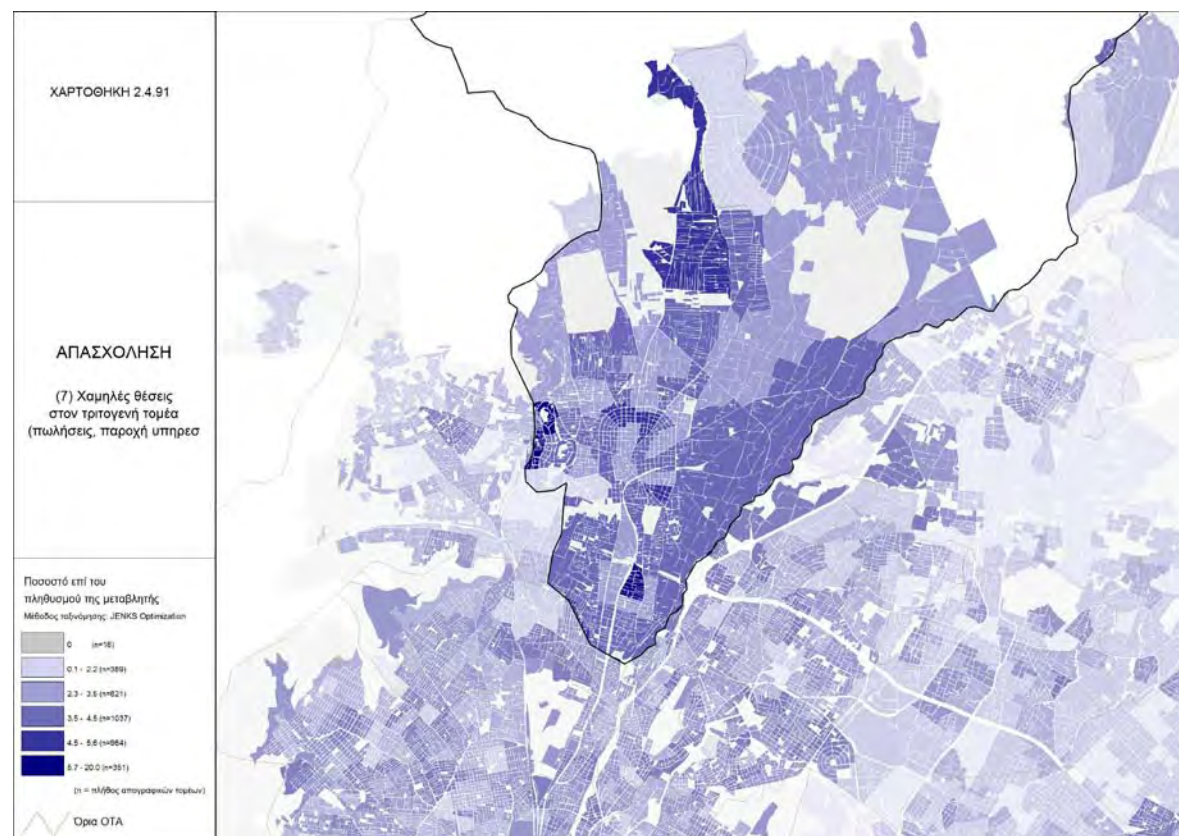 ΧΑΡΤΟΘΗΚΗ 2.4.91
ΑΠΑΣΧΟΛΗΣΗ
(7) Χαμηλές θέσεις
στον τριτογενή τομέα
(πωλήσεις, παροχή υπηρεσ
Ποσοστό επί του
πληθυσμού της μεταβλητής
Μέθοδος ταξινόμησης: JENKS Optimization
0 (n=16)
0.1 - 2.2 (n=389)
2.3 - 3.5 (n=821)
3.5 - 4.5 (n=1037)
4.5 - 5.6 (n=964)
5.7 - 20.0 (n=351)
(n = πλήθος απογραφικών τομέων)
Όρια ΟΤΑ